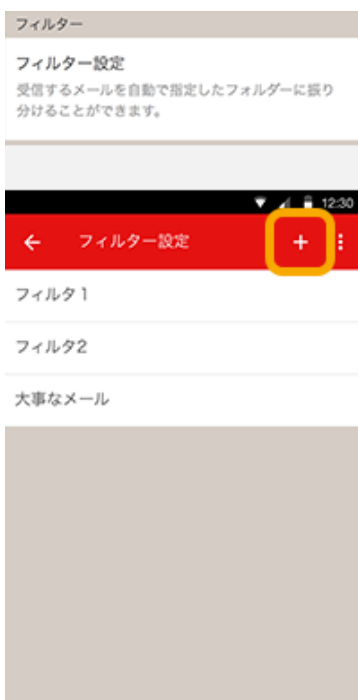 フィルター
フィルター設定
受信するメールを自動で指定したフォルダーに振り
分けることができます。
12:30
フィルター設定
フィルタ1
フィルタ2
大事なメール